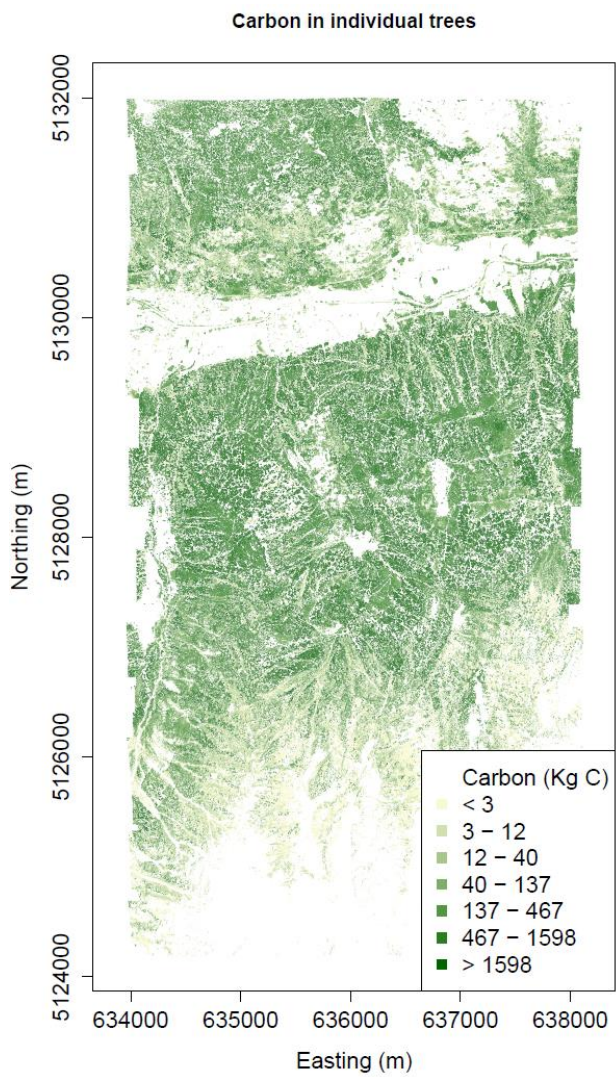 Carbon in individual trees
5132000
5130000
5128000
5126000
5124000
Northing (m)
Carbon (Kg C)
< 3
3 − 12
12 − 40
40 − 137
137 − 467
467 − 1598
> 1598
634000 635000 636000 637000 638000
Easting (m)